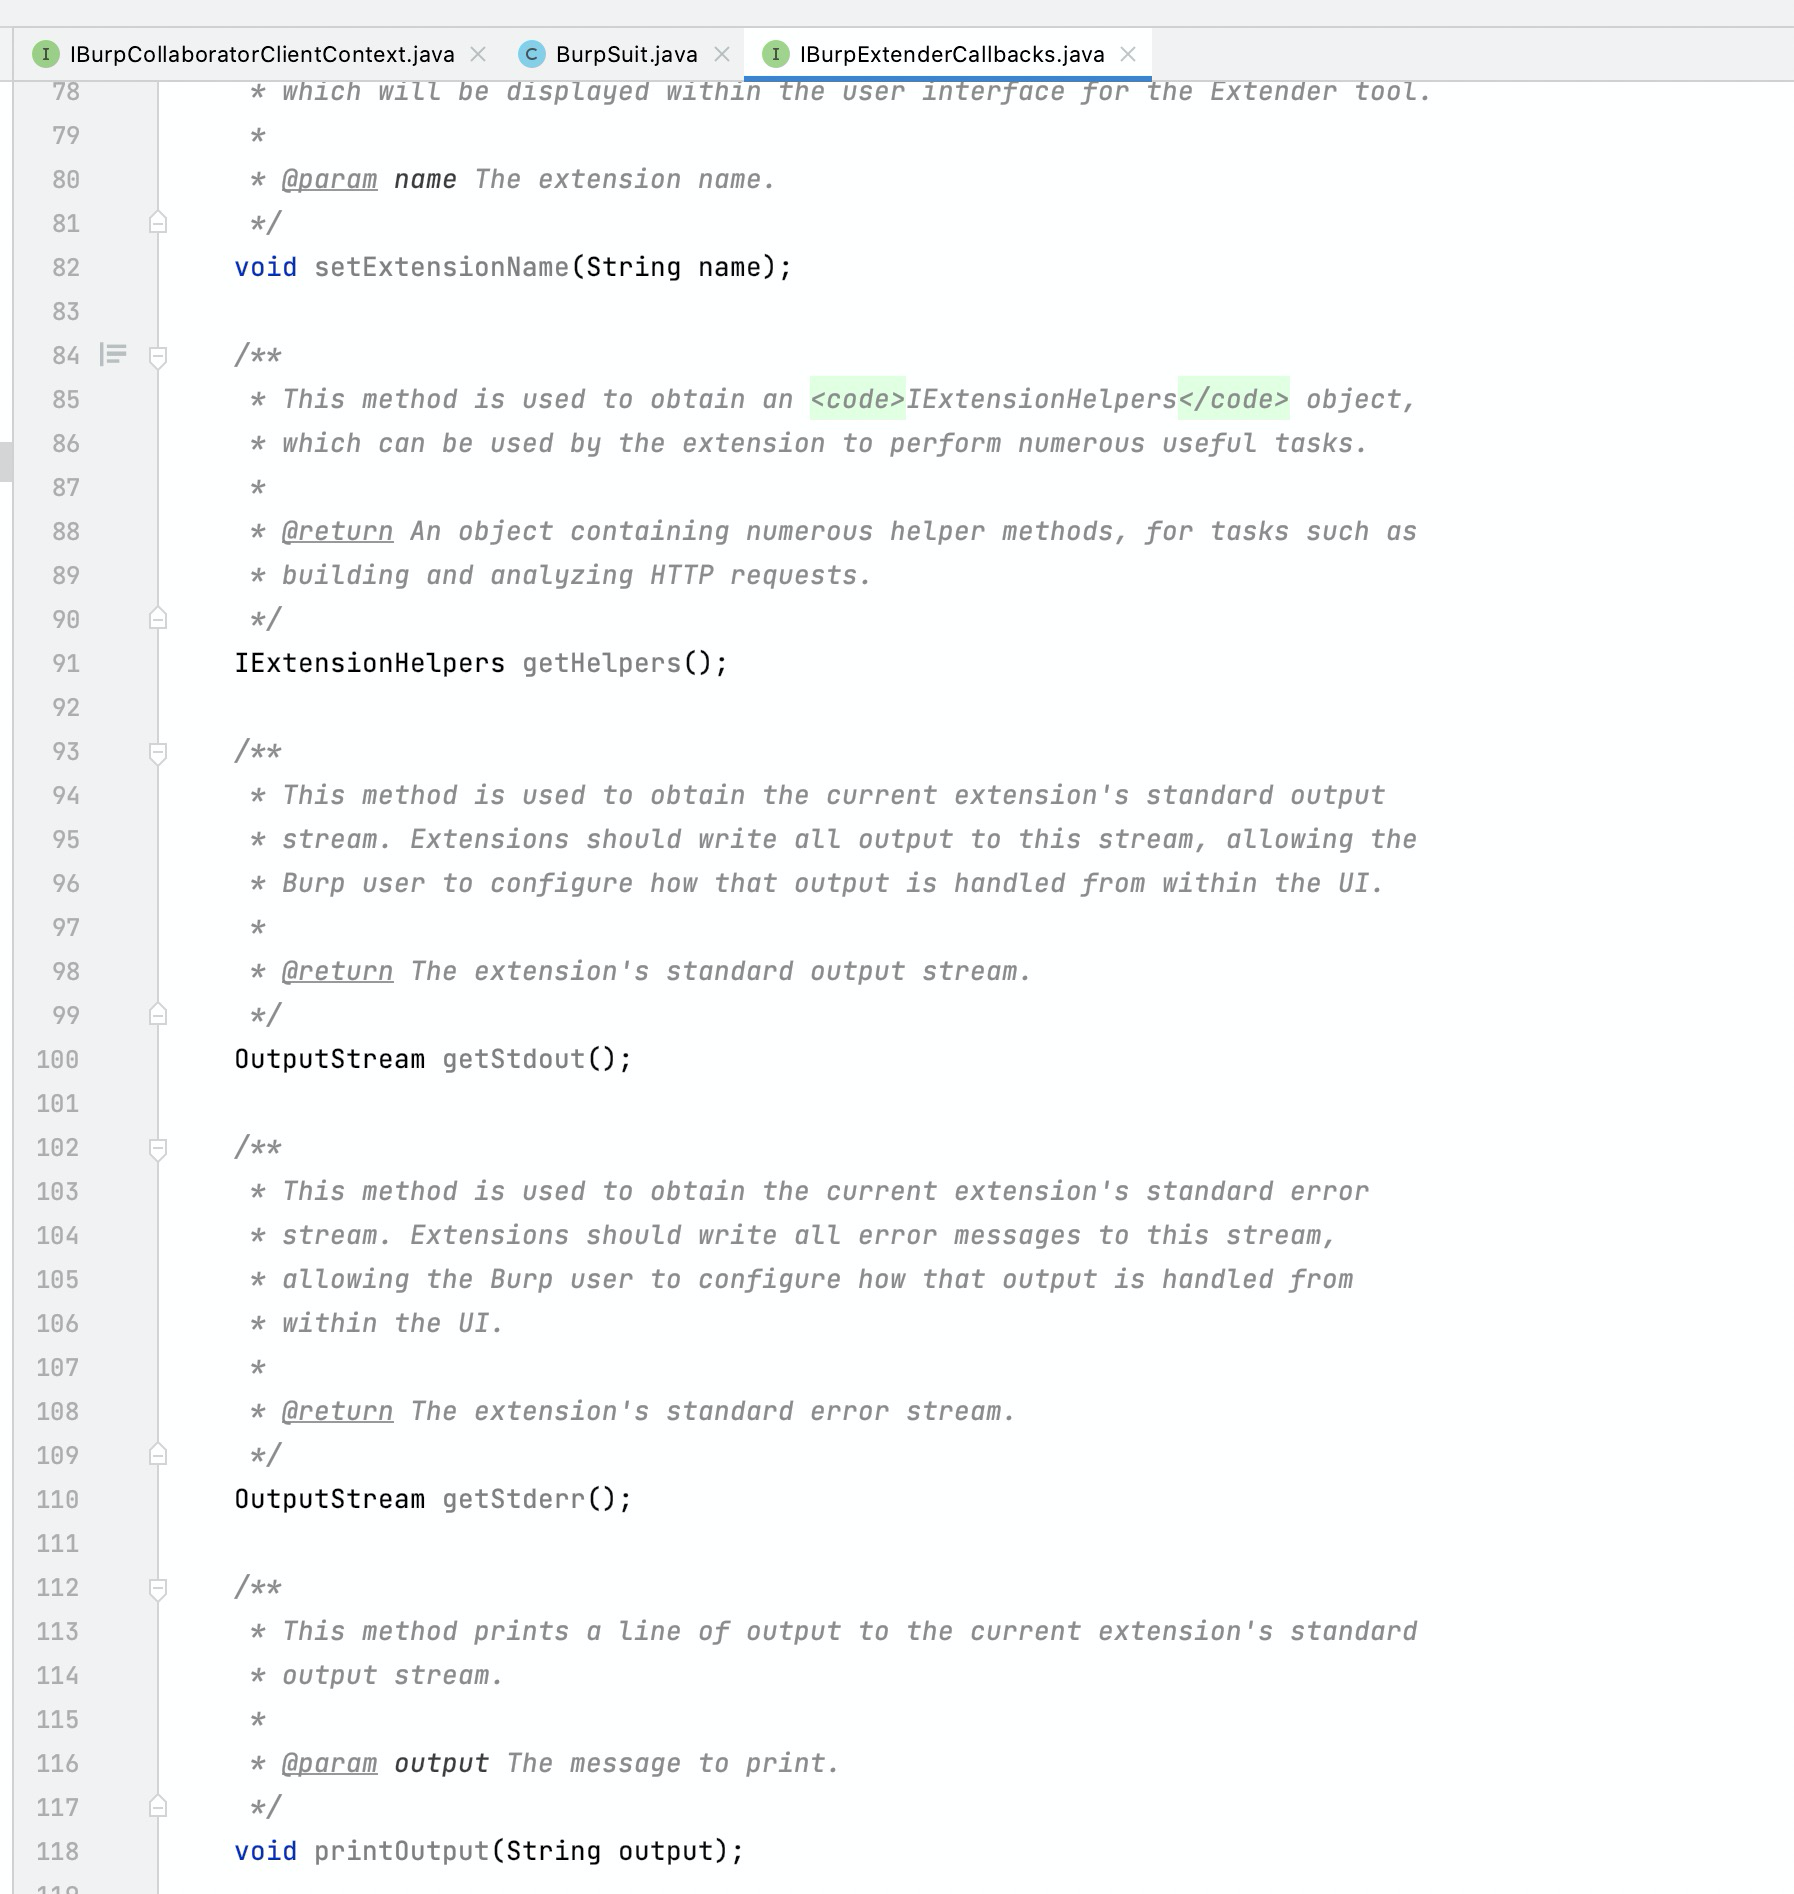 I IBurpCollaboratorClientContext.java C BurpSuit.java I IBurpExtenderCallbacks.java
78 * which will be displayed within the user interface for the Extender tool.
79 *
80 * @param name The extension name.
81 */
82 void setExtensionName(String name);
83
84 /**
85 * This method is used to obtain an <code>IExtensionHelpers</code> object,
86 * which can be used by the extension to perform numerous useful tasks.
87 *
88 * @return An object containing numerous helper methods, for tasks such as
89 * building and analyzing HTTP requests.
90 */
91 IExtensionHelpers getHelpers();
92
93 /**
94 * This method is used to obtain the current extension's standard output
95 * stream. Extensions should write all output to this stream, allowing the
96 * Burp user to configure how that output is handled from within the UI.
97 *
98 * @return The extension's standard output stream.
99 */
100 OutputStream getStdout();
101
102 /**
103 * This method is used to obtain the current extension's standard error
104 * stream. Extensions should write all error messages to this stream,
105 * allowing the Burp user to configure how that output is handled from
106 * within the UI.
107 *
108 * @return The extension's standard error stream.
109 */
110 OutputStream getStderr();
111
112 /**
113 * This method prints a line of output to the current extension's standard
114 * output stream.
115 *
116 * @param output The message to print.
117 */
118 void printOutput(String output);
119